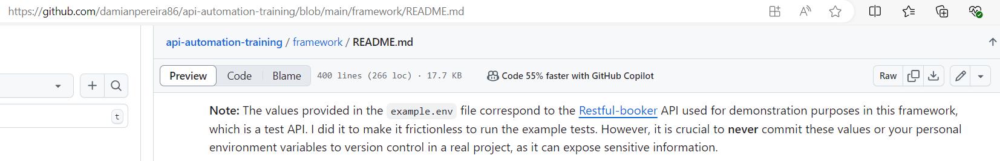 https://github.com/damianpereira86/api-automation-training/blob/main/framework/README.md
api-automation-training / framework / README.md
Preview Code Blame 400 lines (266 loc) · 17.7 KB Code 55% faster with GitHub Copilot Raw
t
Note: The values provided in the example.env file correspond to the Restful-booker API used for demonstration purposes in this framework,
which is a test API. I did it to make it frictionless to run the example tests. However, it is crucial to never commit these values or your personal
environment variables to version control in a real project, as it can expose sensitive information.